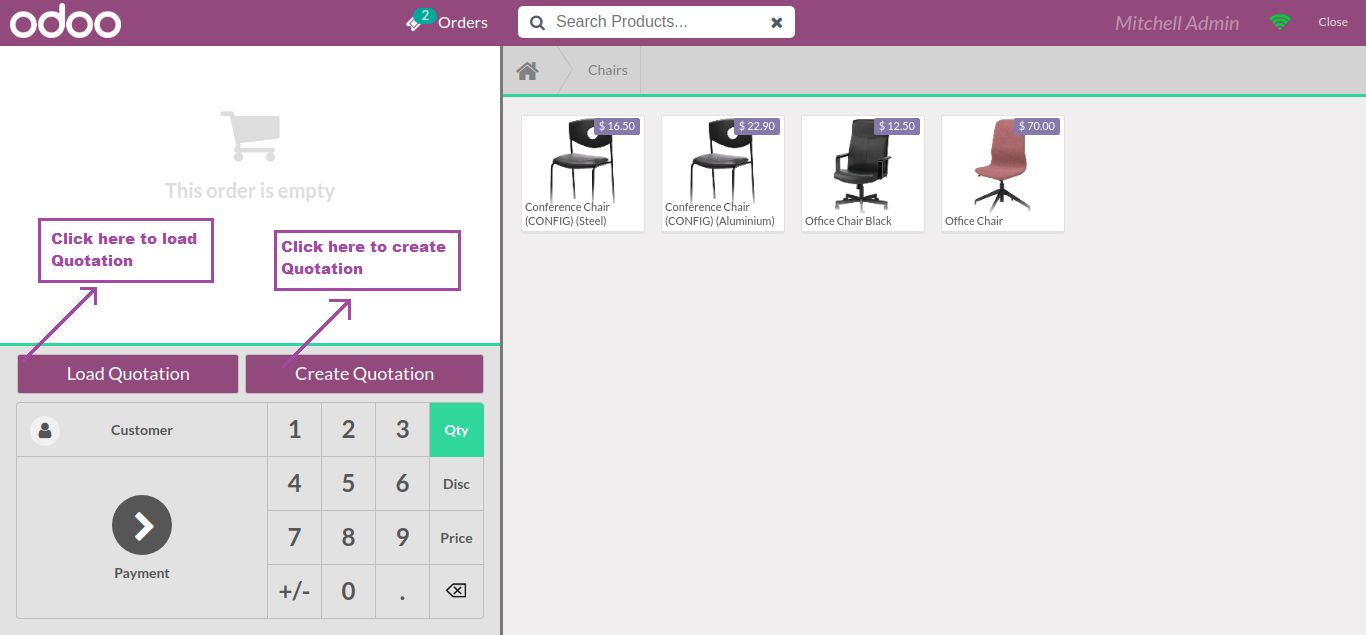 odoo
2
Orders
Search Products...
Mitchell Admin
Close
Chairs
This order is empty
Click here to load
Quotation
Click here to create
Quotation
$ 16.50
Conference Chair
(CONFIG) (Steel)
$ 22.90
Conference Chair
(CONFIG) (Aluminium)
$ 12.50
Office Chair Black
$ 70.00
Office Chair
Load Quotation
Create Quotation
Customer
1 2 3 Qty
4 5 6 Disc
7 8 9 Price
+/- 0 .
Payment